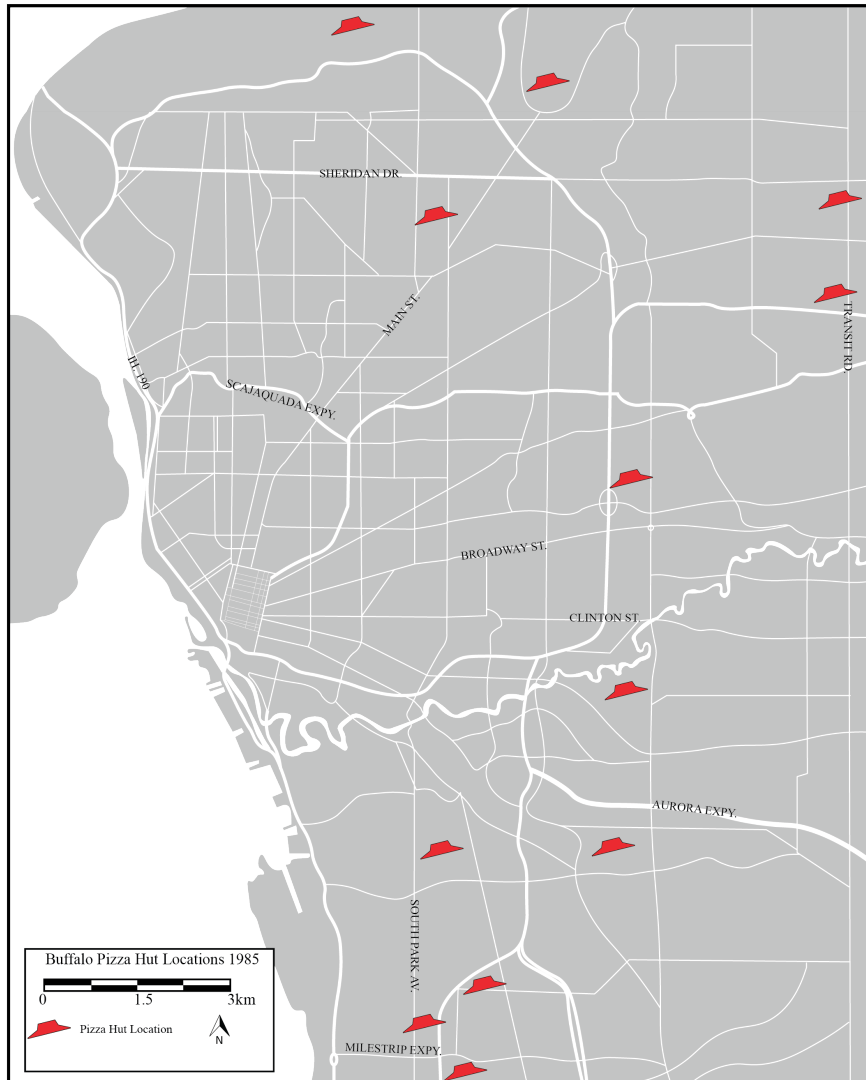 SHERIDAN DR.
MAIN ST.
TRANSIT RD.
IH. 190
SCAJAQUADA EXPY.
BROADWAY ST.
CLINTON ST.
AURORA EXPY.
SOUTH PARK AV.
MILESTRIP EXPY.
Buffalo Pizza Hut Locations 1985
0 1.5 3km
Pizza Hut Location
N